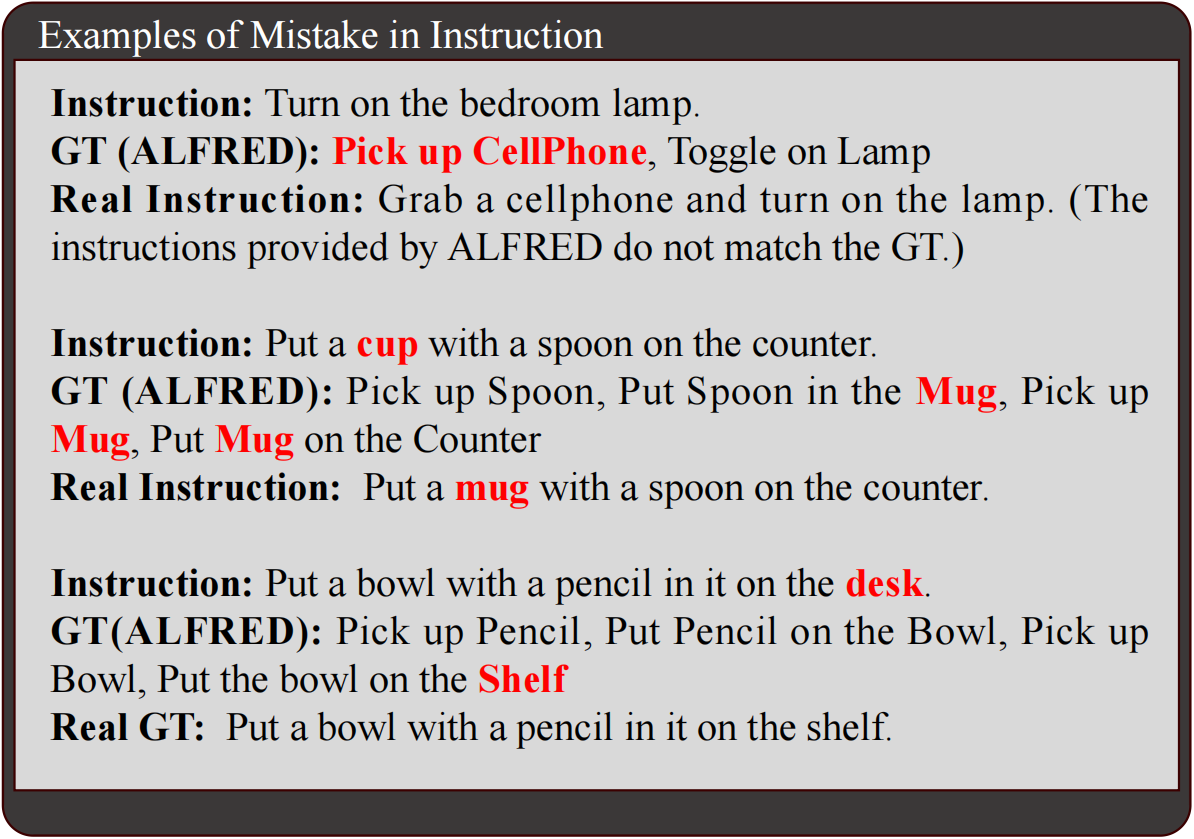 Examples of Mistake in Instruction
Instruction: Turn on the bedroom lamp.
GT (ALFRED): Pick up CellPhone, Toggle on Lamp
Real Instruction: Grab a cellphone and turn on the lamp. (The
instructions provided by ALFRED do not match the GT.)
Instruction: Put a cup with a spoon on the counter.
GT (ALFRED): Pick up Spoon, Put Spoon in the Mug, Pick up
Mug, Put Mug on the Counter
Real Instruction: Put a mug with a spoon on the counter.
Instruction: Put a bowl with a pencil in it on the desk.
GT(ALFRED): Pick up Pencil, Put Pencil on the Bowl, Pick up
Bowl, Put the bowl on the Shelf
Real GT: Put a bowl with a pencil in it on the shelf.